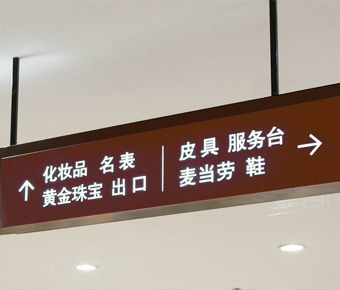 ↑ 化妆品 名表
黄金珠宝 出口
皮具 服务台 →
麦当劳 鞋